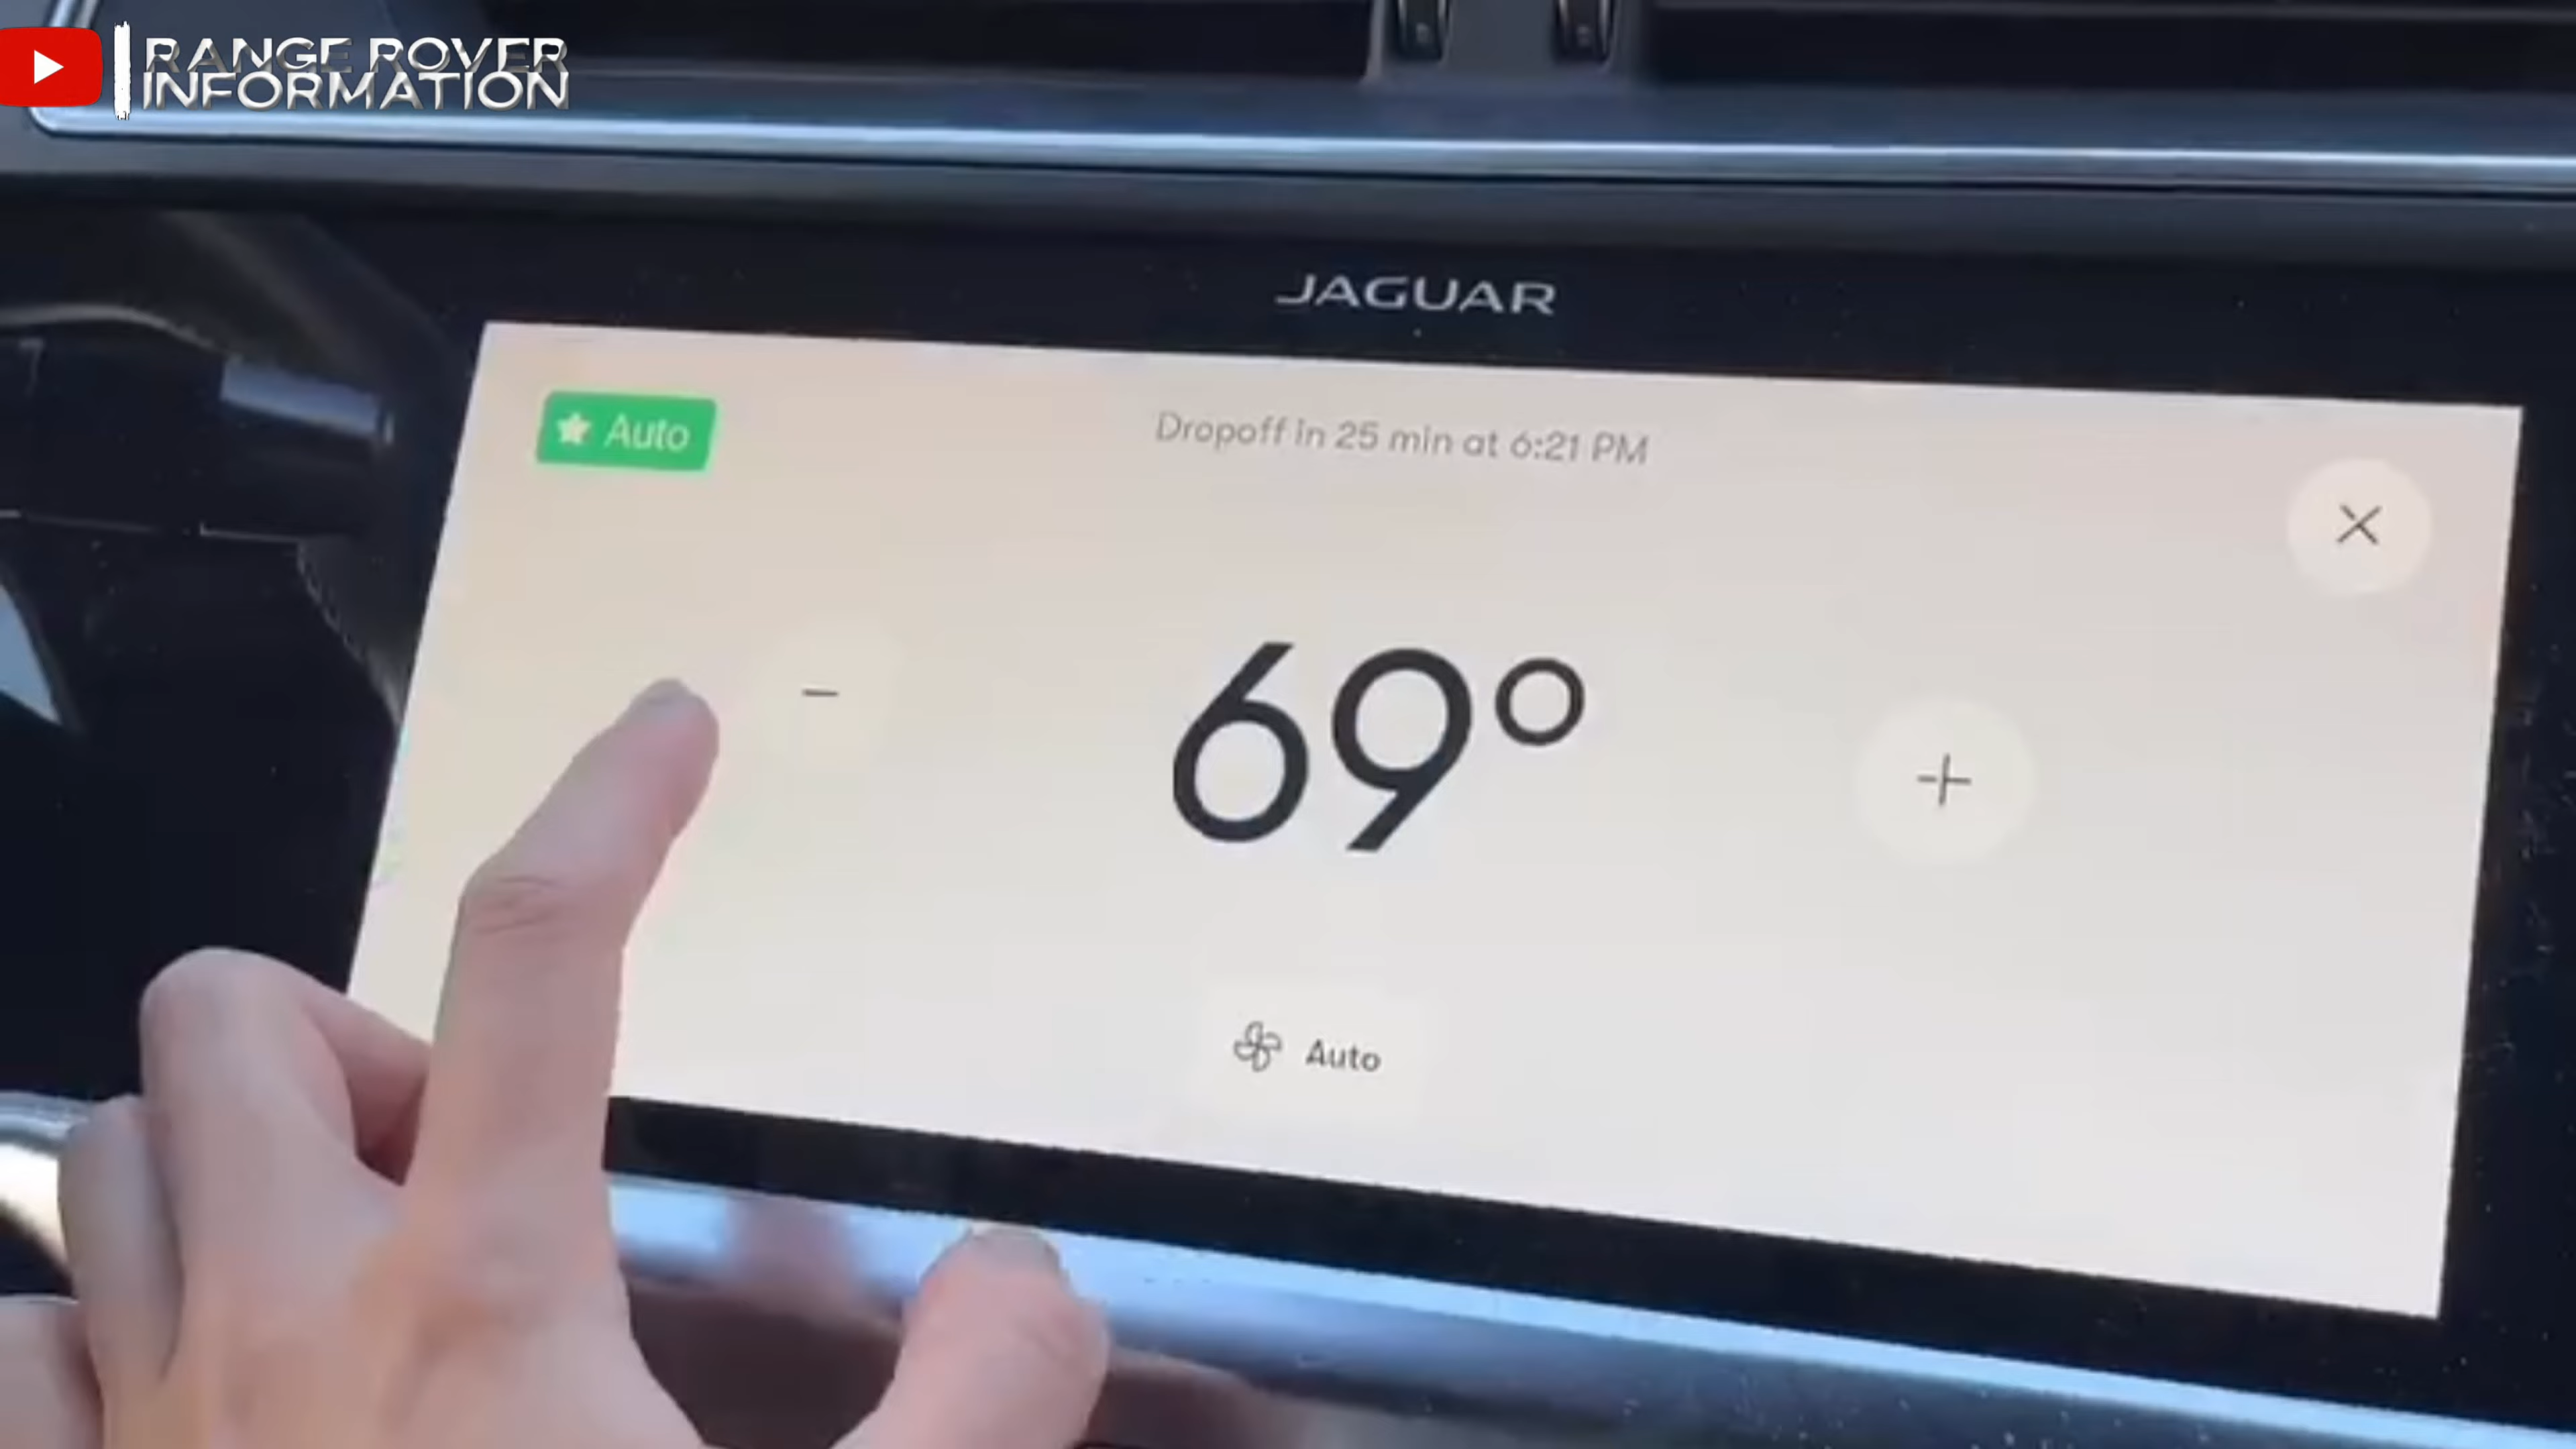 RANGE ROVER
INFORMATION
JAGUAR
Auto
Dropoff in 25 min at 6:21 PM
69°
Auto